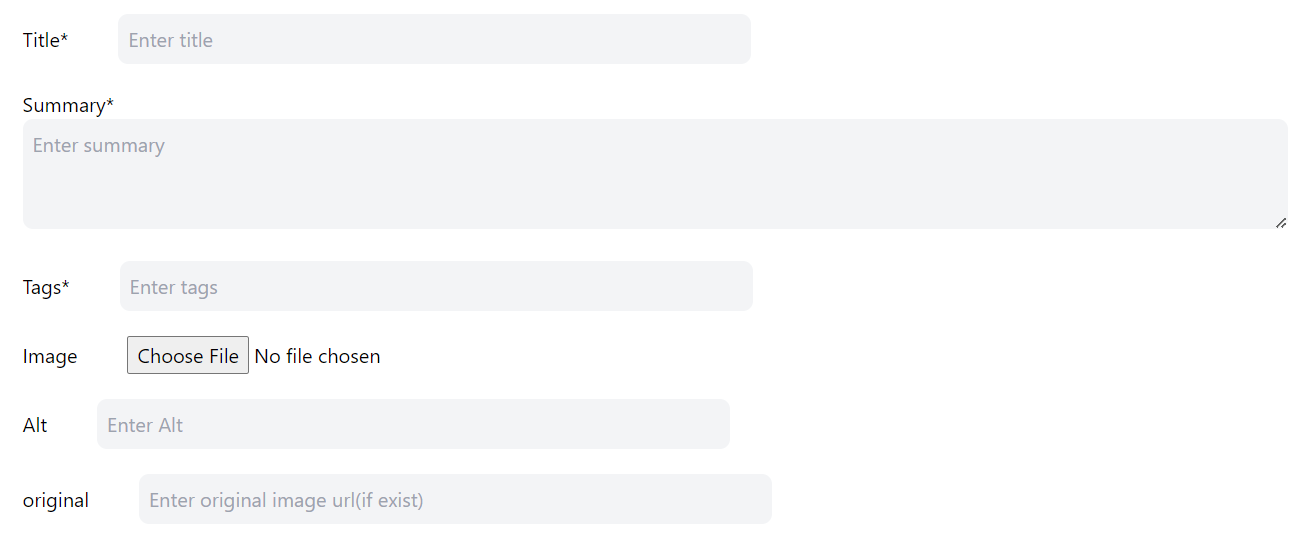 Title* Enter title
Summary*
Enter summary
Tags* Enter tags
Image Choose File No file chosen
Alt Enter Alt
original Enter original image url(if exist)